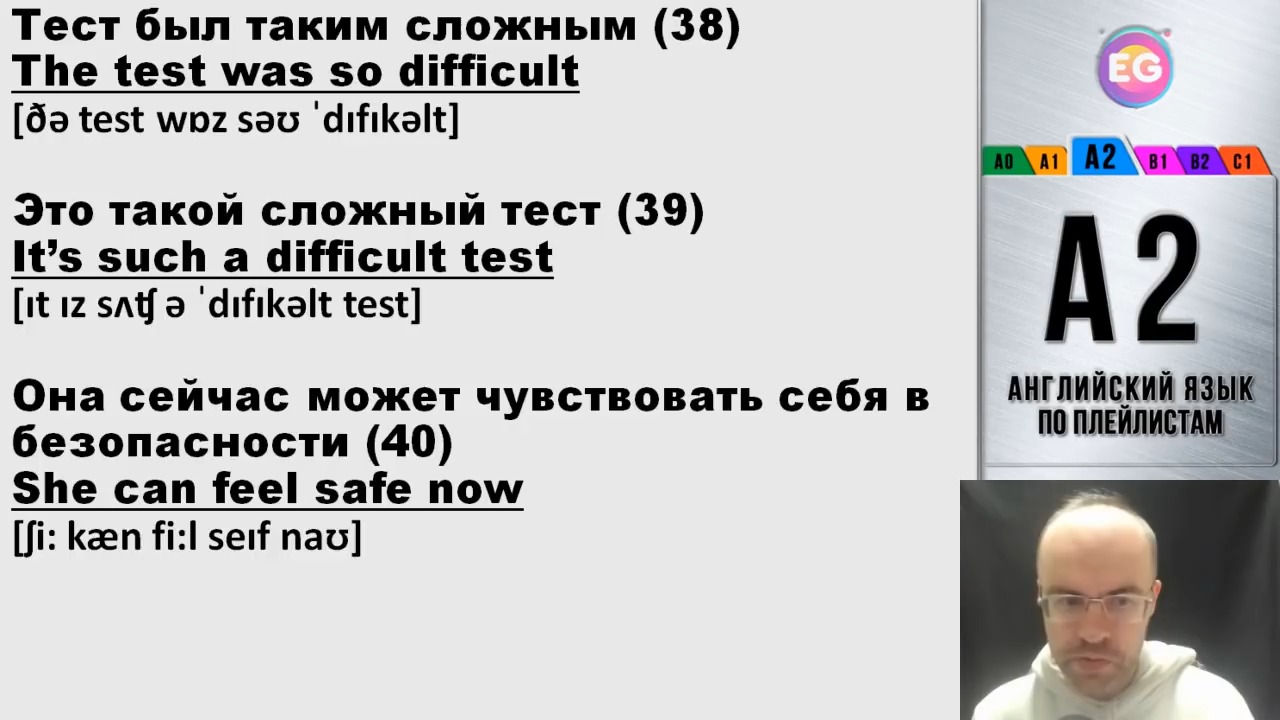 Тест был таким сложным (38)
The test was so difficult
[ðə test wɒz səʊ ˈdɪfɪkəlt]
Это такой сложный тест (39)
It’s such a difficult test
[ɪt ɪz sʌʧ ə ˈdɪfɪkəlt test]
Она сейчас может чувствовать себя в
безопасности (40)
She can feel safe now
[ʃi: kæn fi:l seɪf naʊ]
EG
A0 A1 A2 B1 B2 C1
A2
АНГЛИЙСКИЙ ЯЗЫК
ПО ПЛЕЙЛИСТАМ